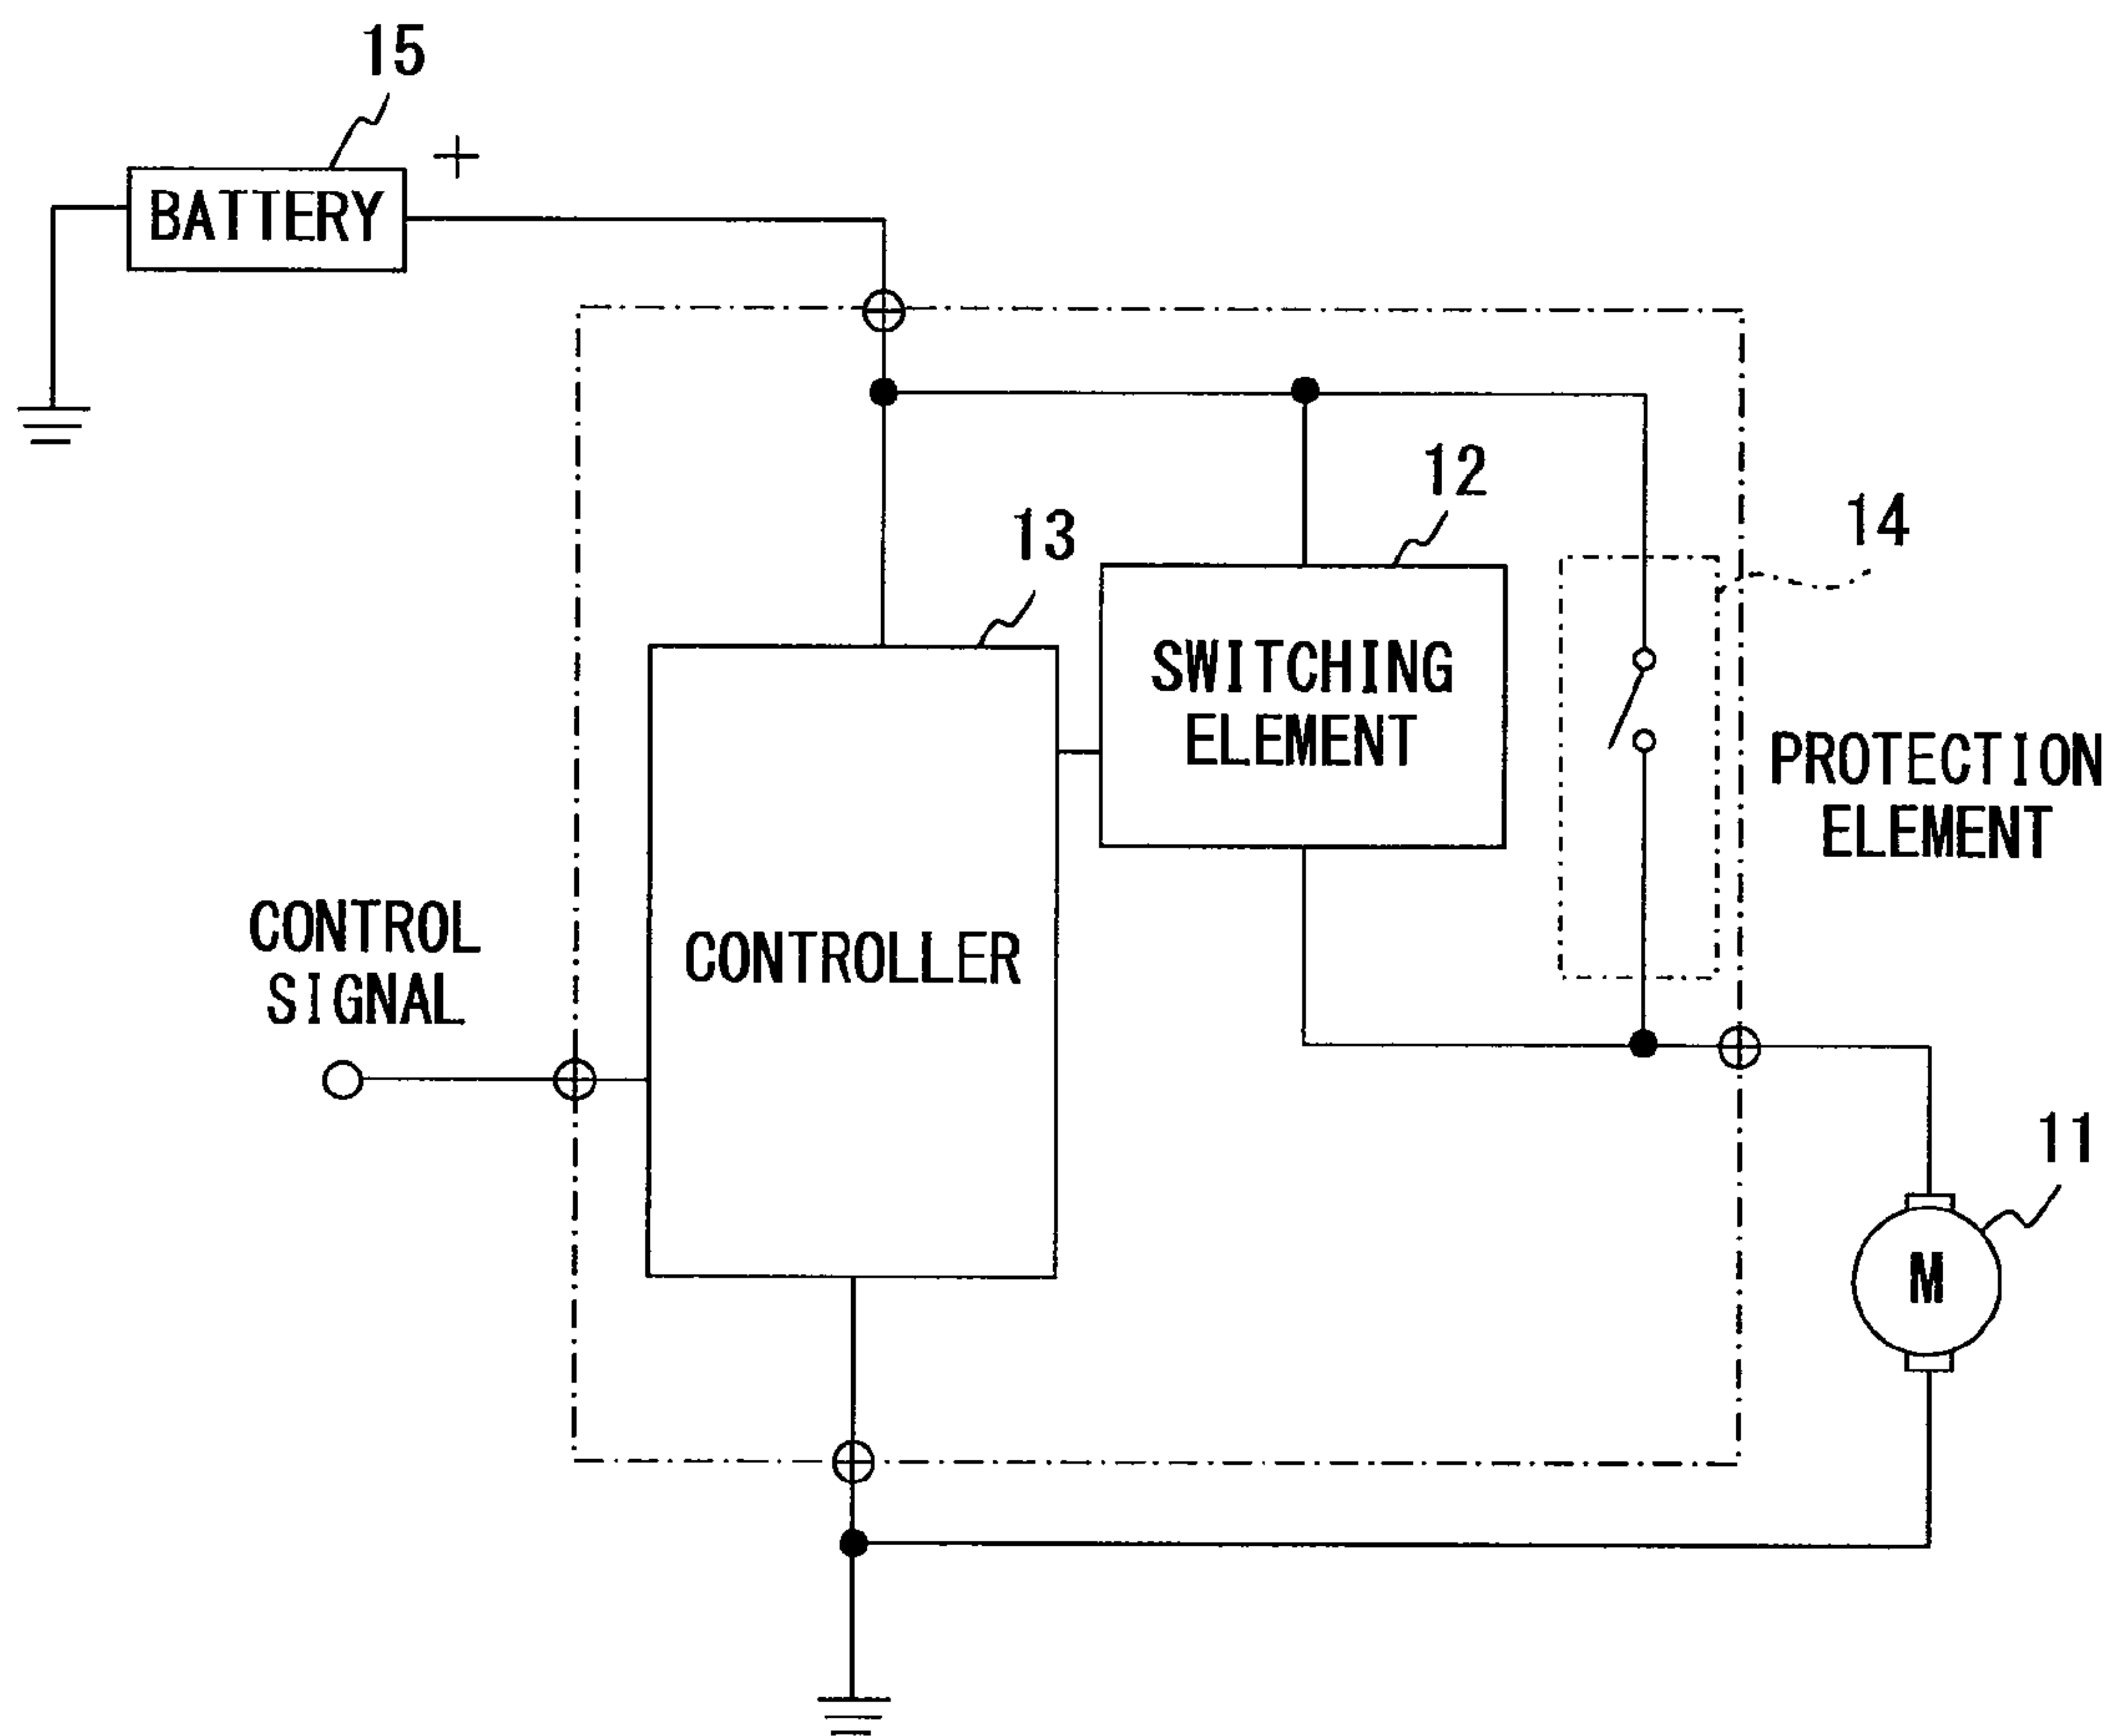 15
+
BATTERY
12
14
13
SWITCHING
ELEMENT
PROTECTION
ELEMENT
CONTROL
SIGNAL
CONTROLLER
11
M